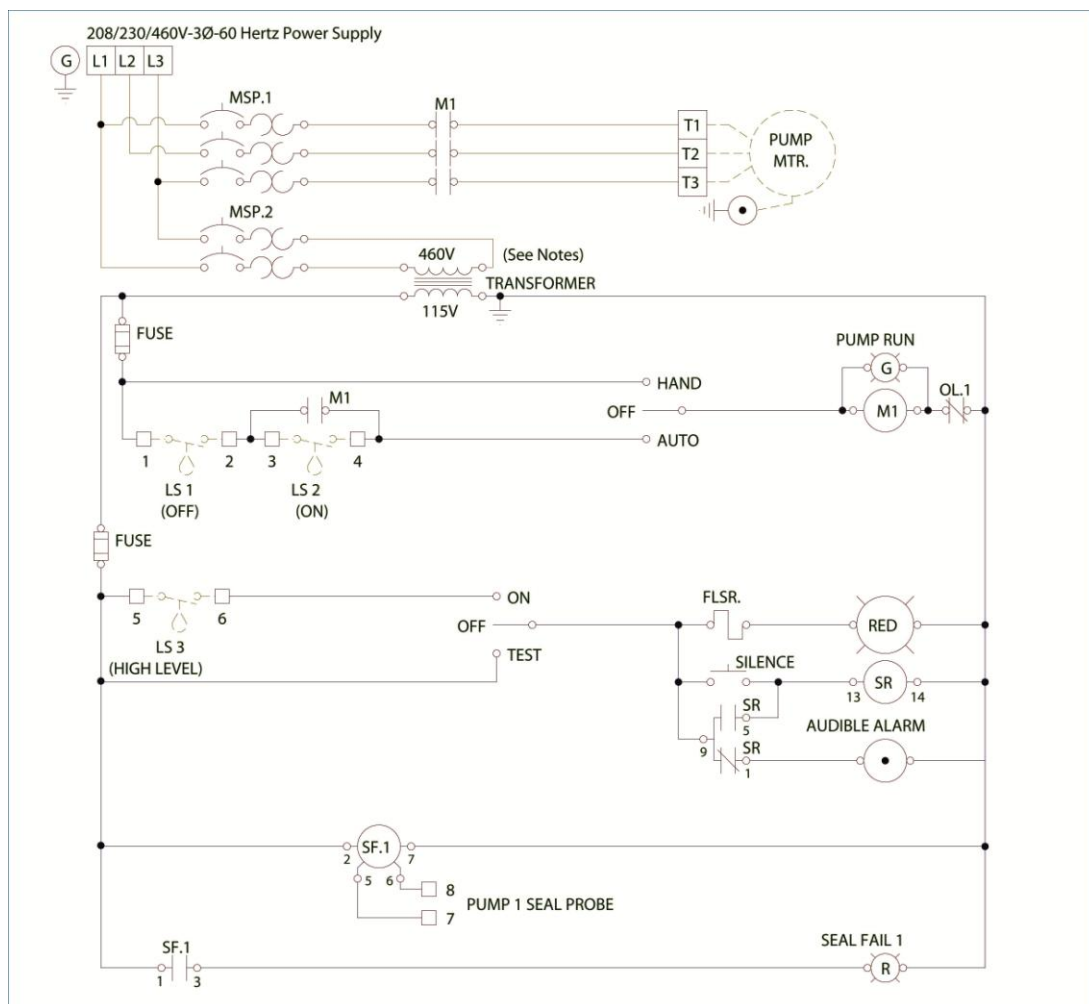 208/230/460V-3Ø-60 Hertz Power Supply
G L1 L2 L3
MSP.1
M1
T1
T2
T3
PUMP
MTR.
MSP.2
460V (See Notes)
TRANSFORMER
115V
FUSE
PUMP RUN
G
HAND
OL.1
M1
OFF
M1
AUTO
1 2 3 4
LS 1
(OFF)
LS 2
(ON)
FUSE
5 6
LS 3
(HIGH LEVEL)
ON
OFF
TEST
FLSR.
RED
SILENCE
13 SR 14
SR
5
9
SR
1
AUDIBLE ALARM
2 SF.1 7
5 6
8
7
PUMP 1 SEAL PROBE
SF.1
1 3
SEAL FAIL 1
R